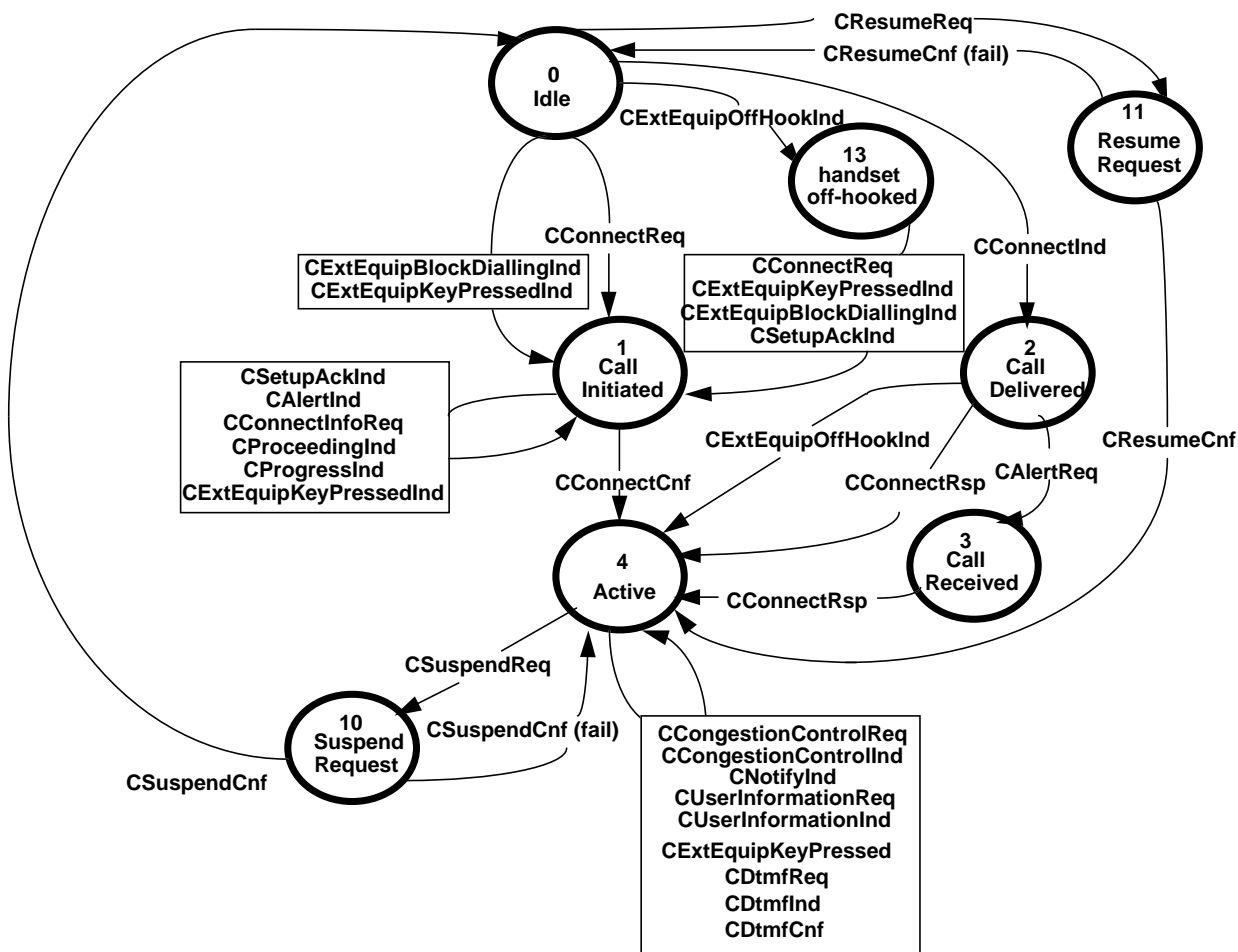 CResumeReq
CResumeCnf (fail)
0
Idle
CExtEquipOffHookInd
11
Resume
Request
13
handset
off-hooked
CConnectReq
CConnectInd
CExtEquipBlockDiallingInd
CExtEquipKeyPressedInd
CConnectReq
CExtEquipKeyPressedInd
CExtEquipBlockDiallingInd
CSetupAckInd
1
Call
Initiated
2
Call
Delivered
CSetupAckInd
CAlertInd
CConnectInfoReq
CProceedingInd
CProgressInd
CExtEquipKeyPressedInd
CExtEquipOffHookInd
CResumeCnf
CConnectCnf
CConnectRsp
CAlertReq
4
Active
3
Call
Received
CConnectRsp
CSuspendReq
10
Suspend
Request
CSuspendCnf (fail)
CSuspendCnf
CCongestionControlReq
CCongestionControlInd
CNotifyInd
CUserInformationReq
CUserInformationInd
CExtEquipKeyPressed
CDtmfReq
CDtmfInd
CDtmfCnf